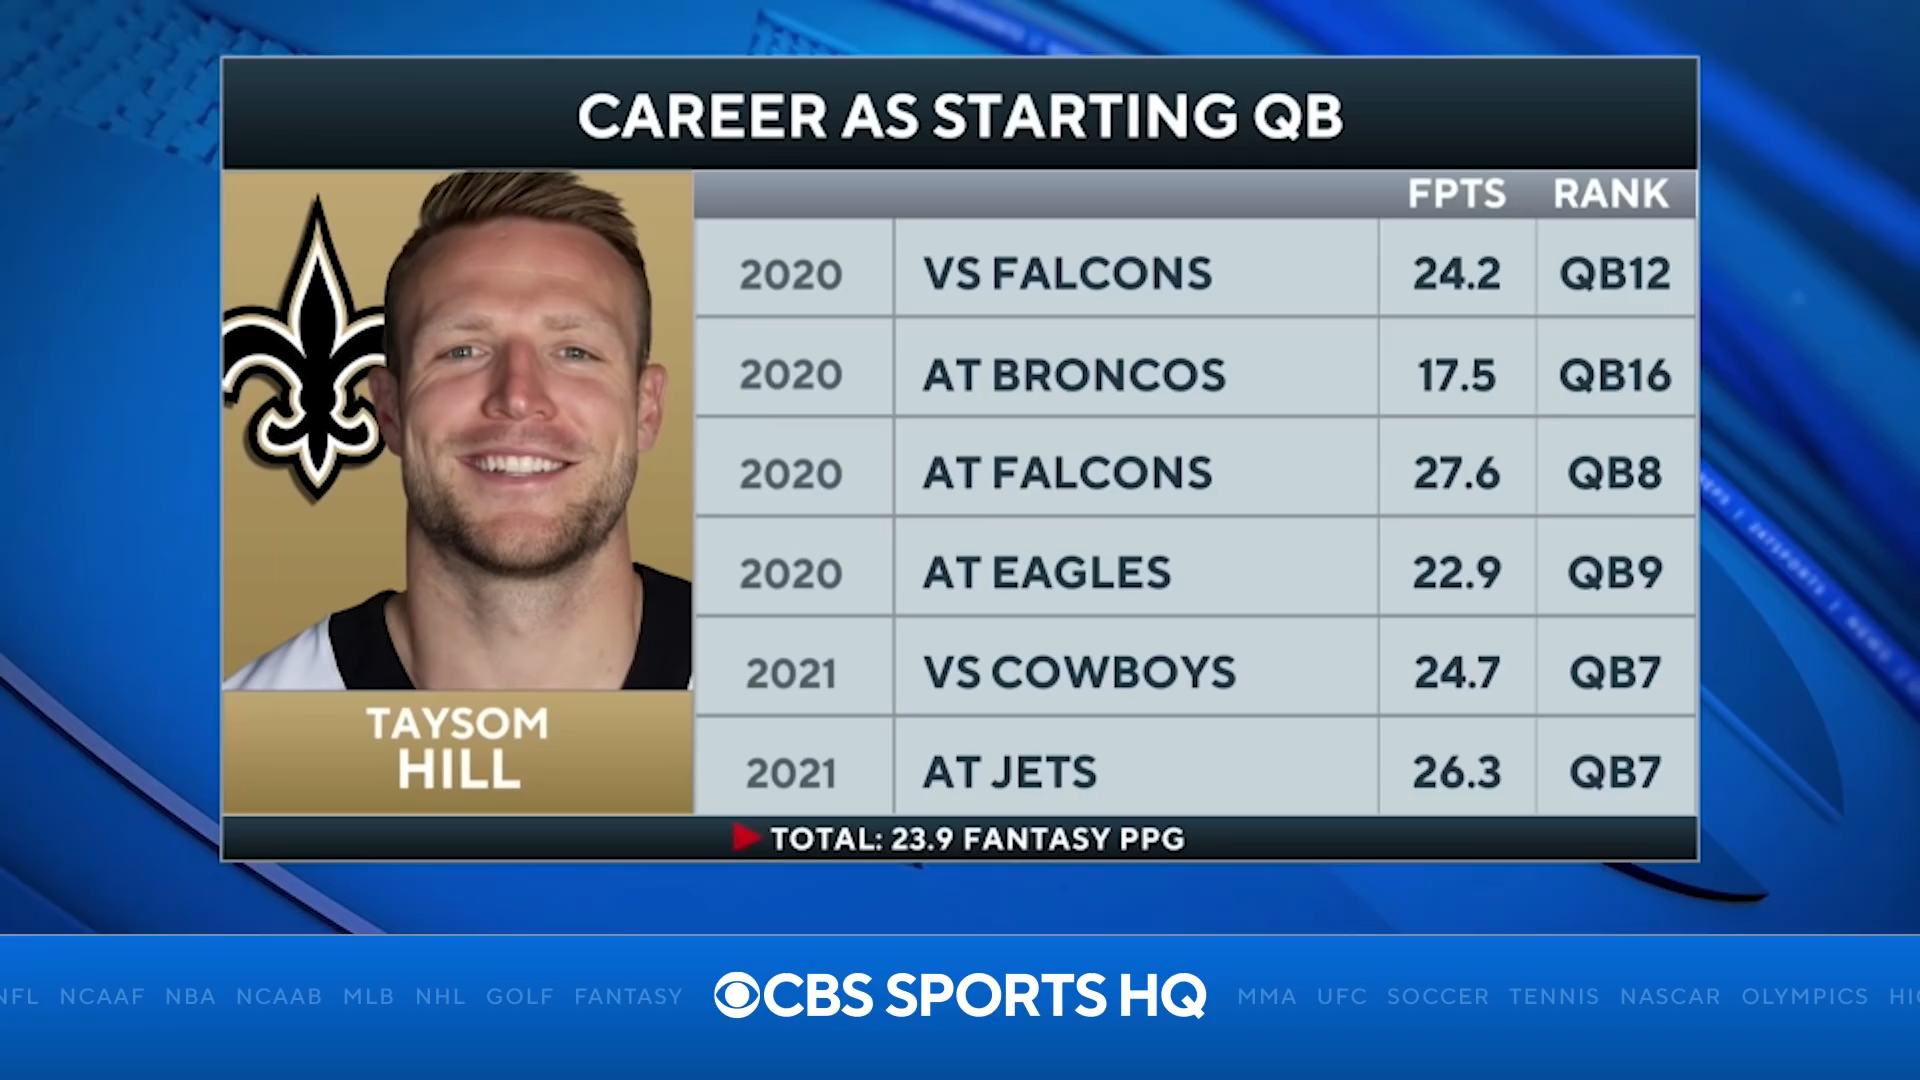 CAREER AS STARTING QB
FPTS RANK
2020 VS FALCONS 24.2 QB12
2020 AT BRONCOS 17.5 QB16
2020 AT FALCONS 27.6 QB8
2020 AT EAGLES 22.9 QB9
2021 VS COWBOYS 24.7 QB7
2021 AT JETS 26.3 QB7
TAYSOM
HILL
TOTAL: 23.9 FANTASY PPG
NFL NCAAF NBA NCAAB MLB NHL GOLF FANTASY CBS SPORTS HQ MMA UFC SOCCER TENNIS NASCAR OLYMPICS